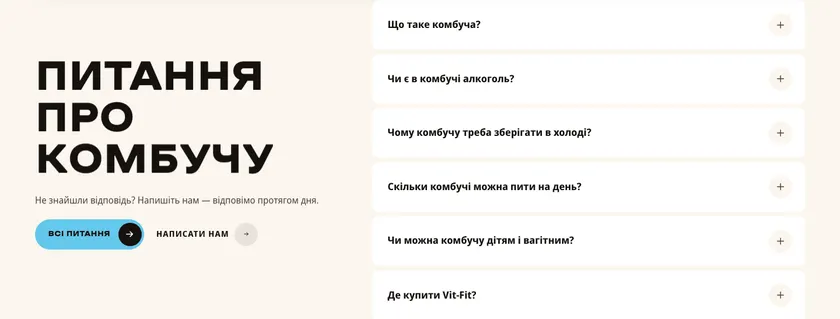 ПИТАННЯ
ПРО
КОМБУЧУ
Не знайшли відповідь? Напишіть нам — відповімо протягом дня.
ВСІ ПИТАННЯ
НАПИСАТИ НАМ
Що таке комбуча?
Чи є в комбучі алкоголь?
Чому комбучу треба зберігати в холоді?
Скільки комбучі можна пити на день?
Чи можна комбучу дітям і вагітним?
Де купити Vit-Fit?